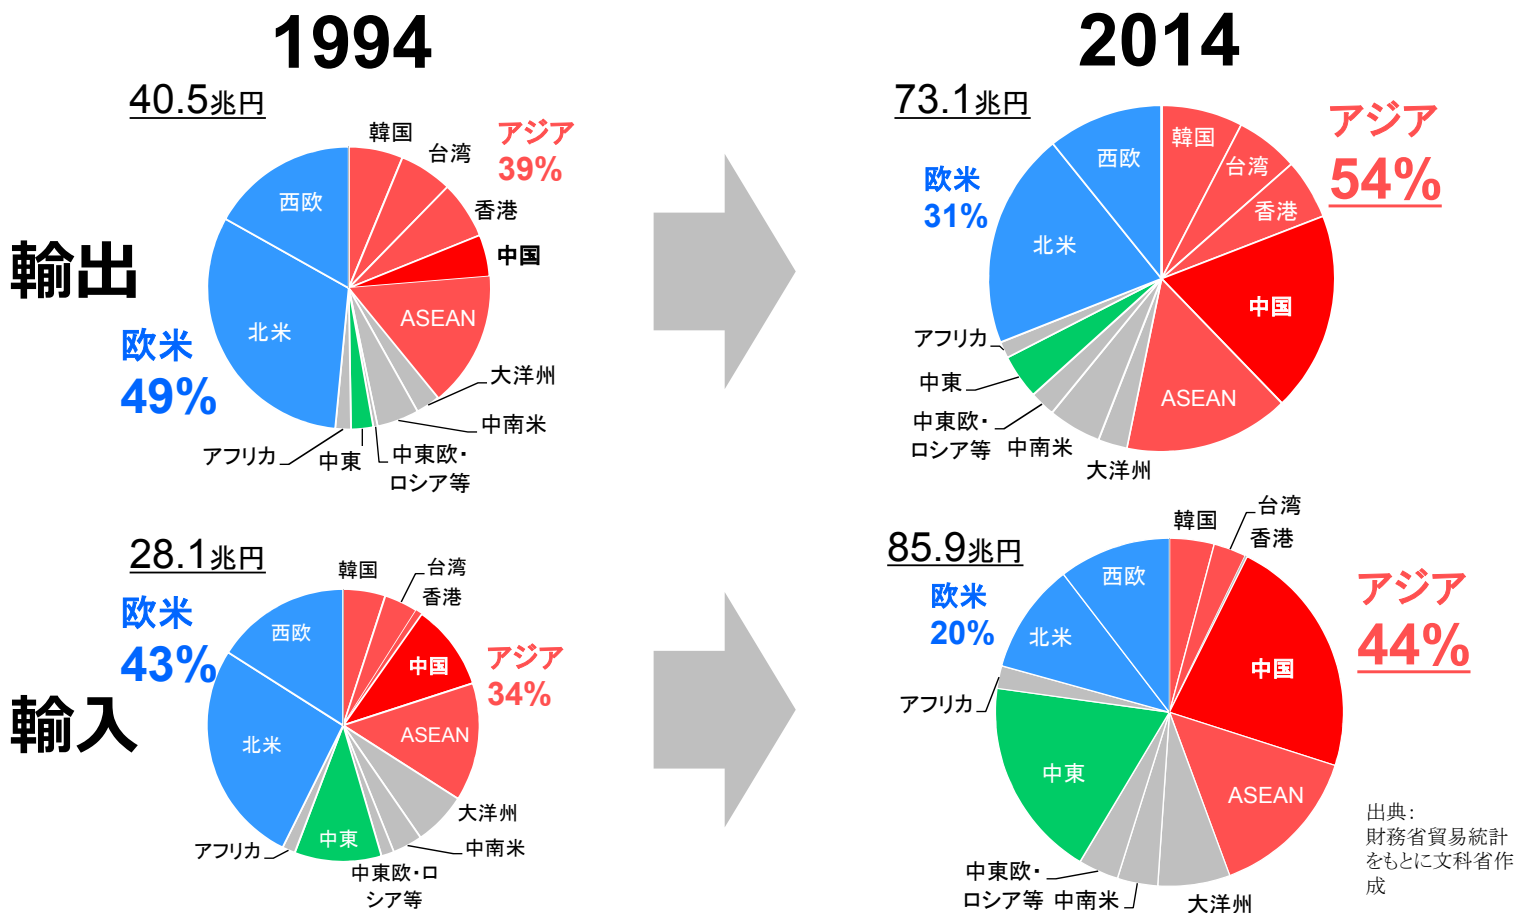 1994
2014
輸出
40.5兆円
韓国
台湾
アジア
39%
香港
中国
ASEAN
大洋州
中南米
中東欧・
ロシア等
中東
アフリカ
欧米
49%
北米
西欧
73.1兆円
欧米
31%
西欧
韓国
台湾
香港
アジア
54%
北米
中国
アフリカ
中東
ASEAN
中東欧・
ロシア等
中南米
大洋州
輸入
28.1兆円
欧米
43%
韓国
台湾
香港
西欧
中国
アジア
34%
北米
ASEAN
大洋州
アフリカ
中東
中南米
中東欧・ロ
シア等
85.9兆円
欧米
20%
韓国
台湾
香港
西欧
アジア
44%
北米
中国
アフリカ
中東
ASEAN
中東欧・
ロシア等
中南米
大洋州
出典：
財務省貿易統計
をもとに文科省作
成